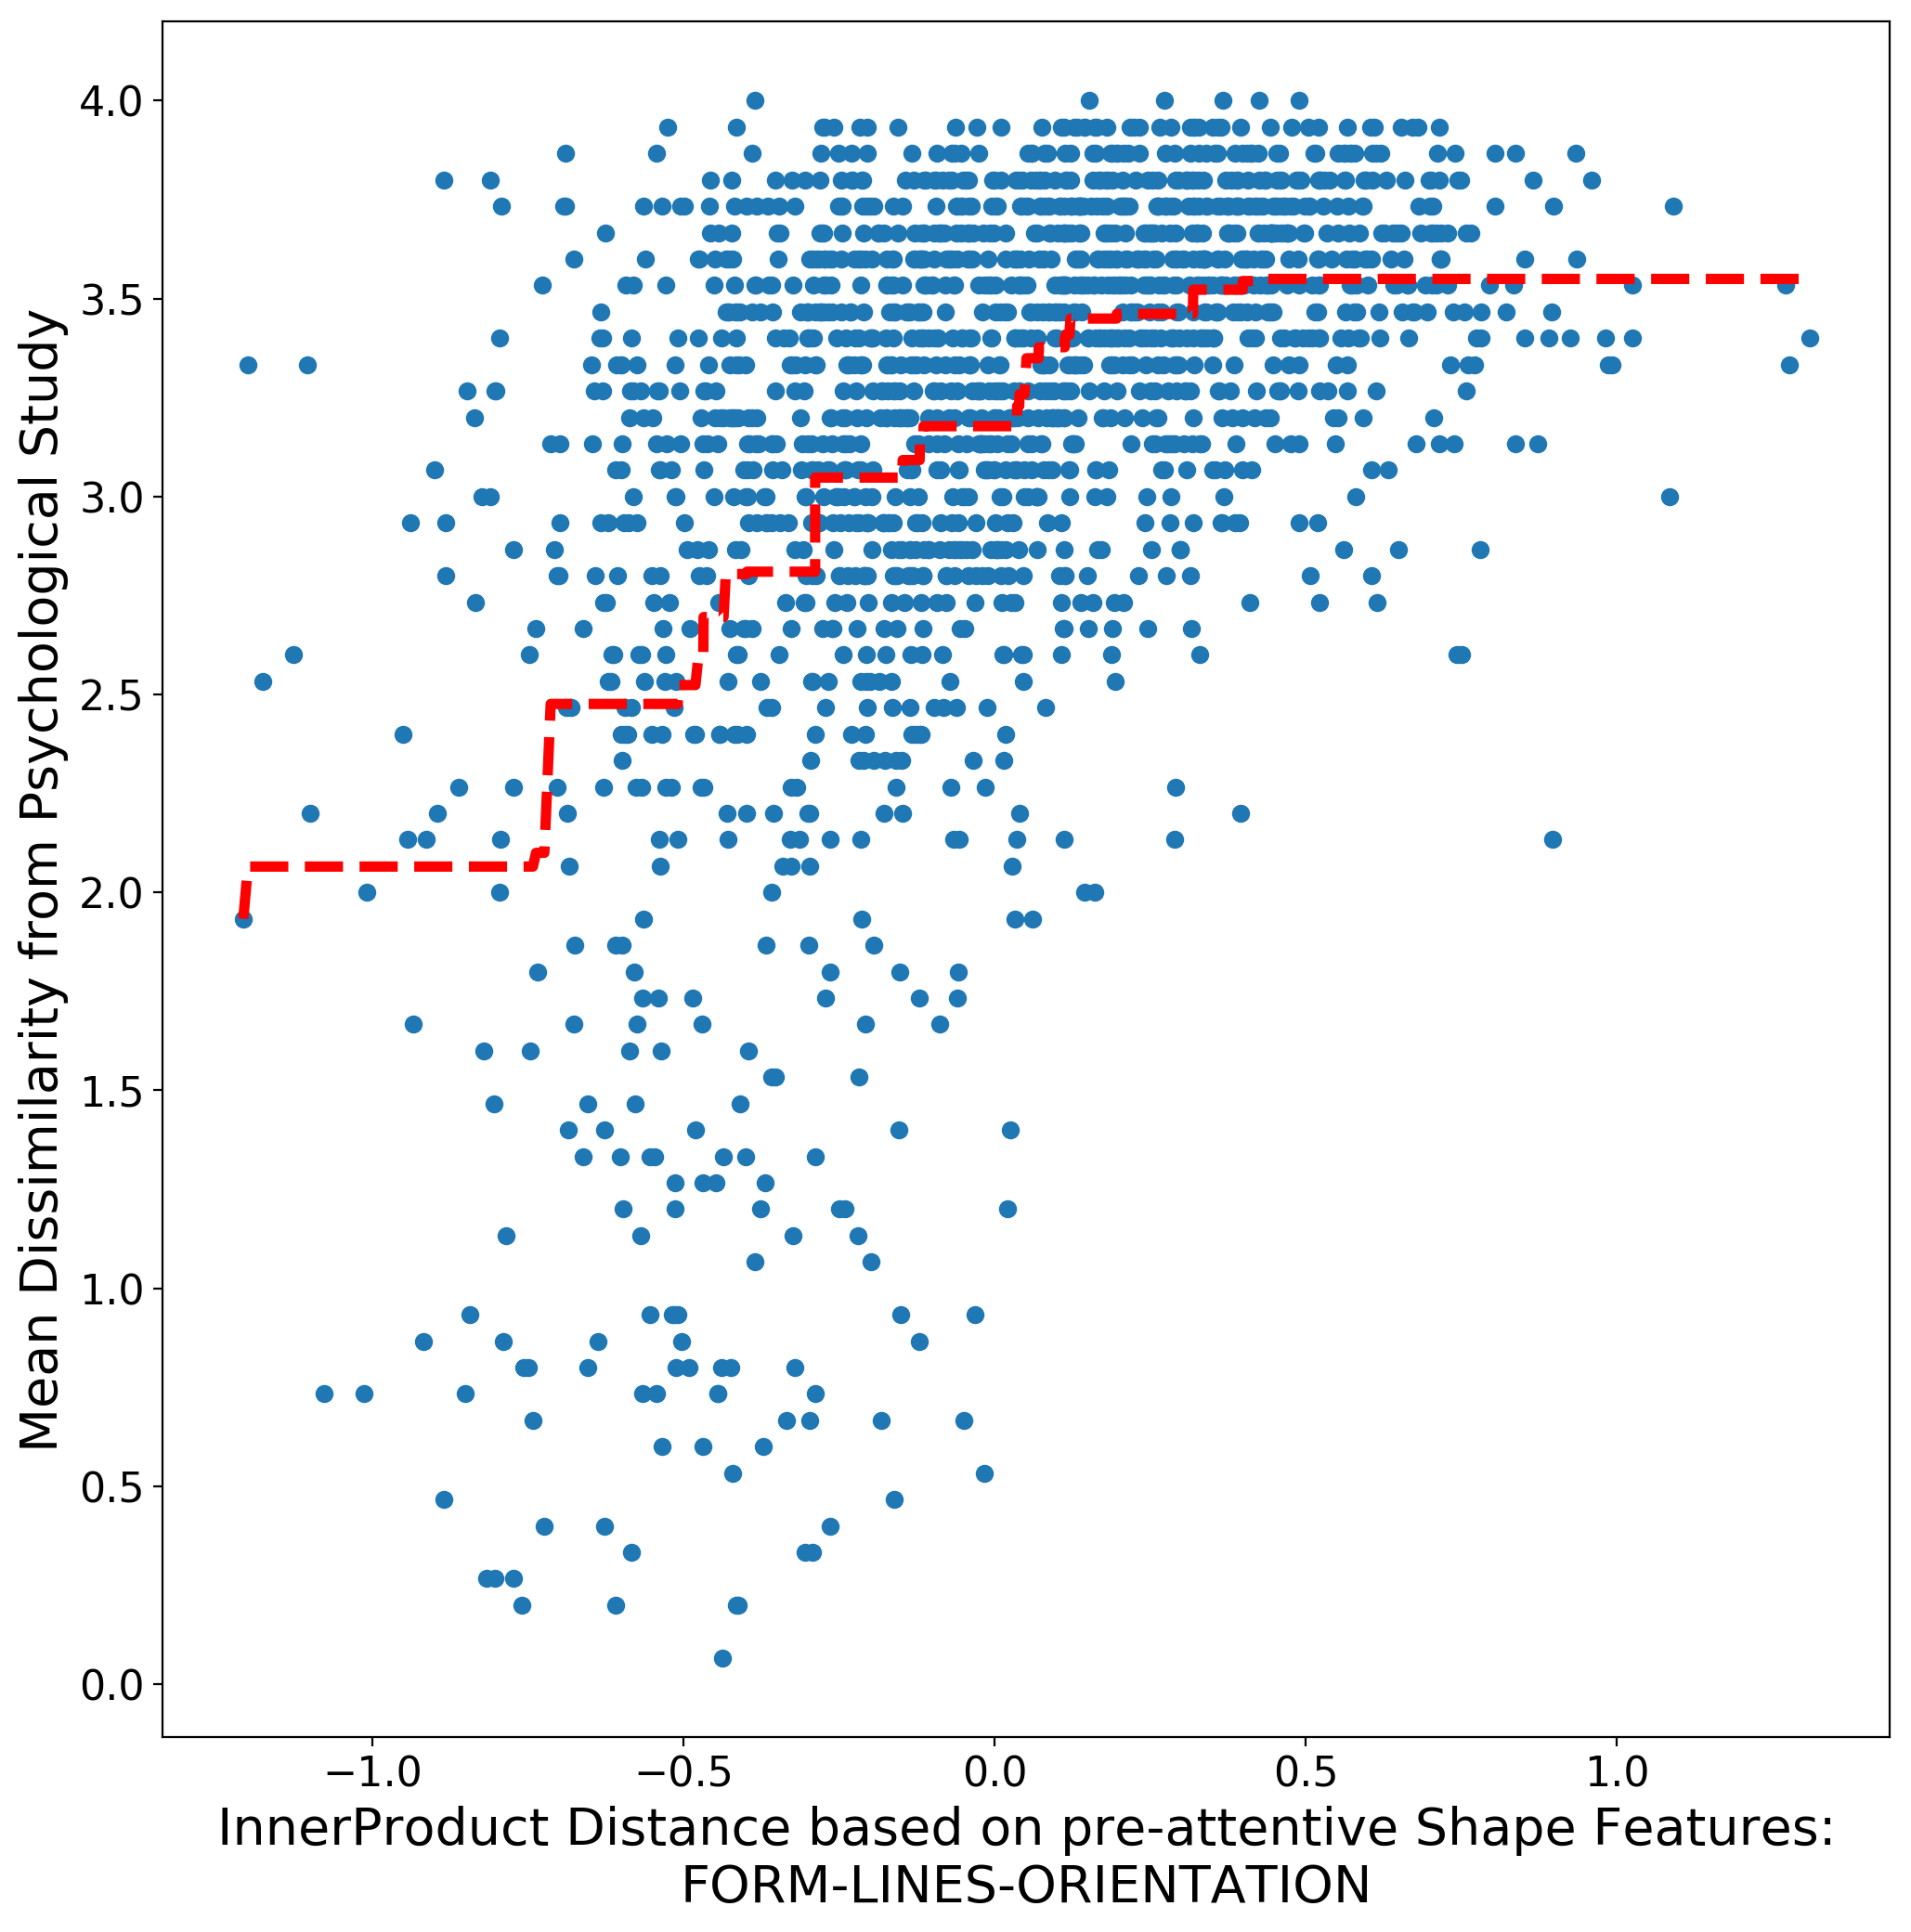 Mean Dissimilarity from Psychological Study
4.0
3.5
3.0
2.5
2.0
1.5
1.0
0.5
0.0
−1.0 −0.5 0.0 0.5 1.0
InnerProduct Distance based on pre-attentive Shape Features:
FORM-LINES-ORIENTATION